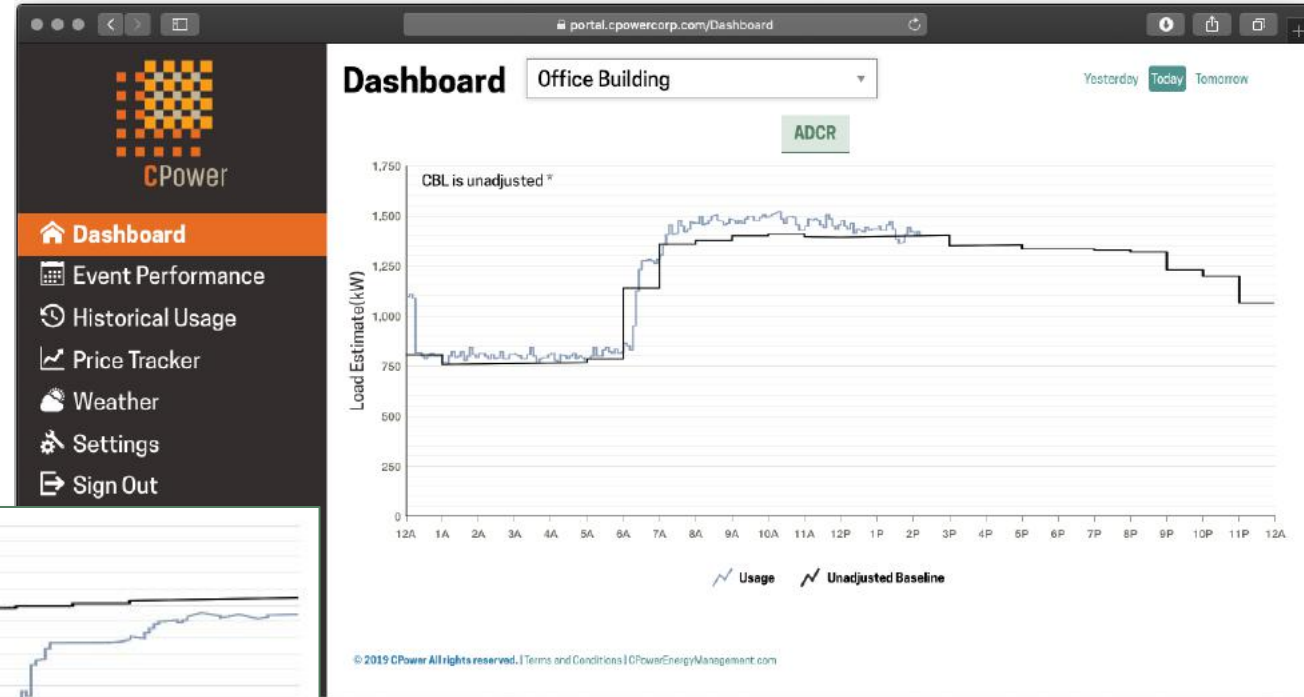 portal.cpowercorp.com/Dashboard
CPower
Dashboard
Event Performance
Historical Usage
Price Tracker
Weather
Settings
Sign Out
Dashboard
Office Building
Yesterday Today Tomorrow
ADCR
CBL is unadjusted *
Load Estimate(kW)
1,750
1,500
1,250
1,000
750
500
250
0
12A 1A 2A 3A 4A 5A 6A 7A 8A 9A 10A 11A 12P 1P 2P 3P 4P 5P 6P 7P 8P 9P 10P 11P 12A
Usage Unadjusted Baseline
© 2019 CPower All rights reserved. | Terms and Conditions | CPowerEnergyManagement.com